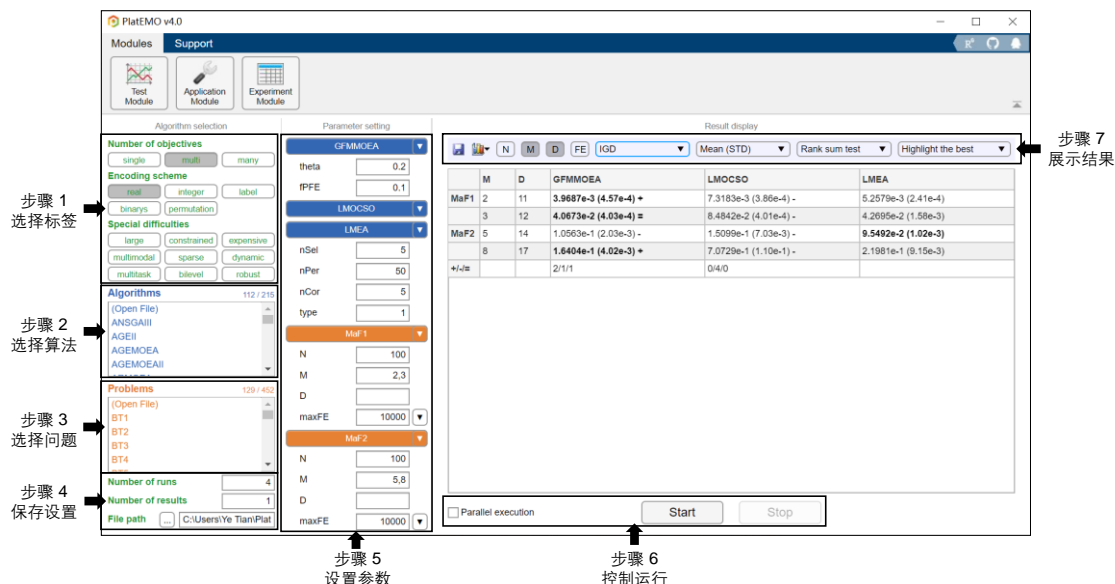 PlatEMO v4.0
Modules Support
Test Module
Application Module
Experiment Module
Algorithm selection
Parameter setting
Result display
步骤 1
选择标签
Number of objectives
single multi many
Encoding scheme
real integer label
binarys permutation
Special difficulties
large constrained expensive
multimodal sparse dynamic
multitask bilevel robust
步骤 2
选择算法
Algorithms 112 / 215
(Open File)
ANSGAIII
AGEII
AGEMOEA
AGEMOEAII
步骤 3
选择问题
Problems 129 / 452
(Open File)
BT1
BT2
BT3
BT4
步骤 4
保存设置
Number of runs 4
Number of results 1
File path ... C:\Users\Ye Tian\Plat
GFMMOEA
theta 0.2
fPFE 0.1
LMOCSO
LMEA
nSel 5
nPer 50
nCor 5
type 1
MaF1
N 100
M 2,3
D
maxFE 10000
MaF2
N 100
M 5,8
D
maxFE 10000
步骤 5
设置参数
N M D FE IGD Mean (STD) Rank sum test Highlight the best
步骤 7
展示结果
M D GFMMOEA LMOCSO LMEA
MaF1 2 11 3.9687e-3 (4.57e-4) + 7.3183e-3 (3.86e-4) - 5.2579e-3 (2.41e-4)
3 12 4.0673e-2 (4.03e-4) = 8.4842e-2 (4.01e-4) - 4.2695e-2 (1.58e-3)
MaF2 5 14 1.0563e-1 (2.03e-3) - 1.5099e-1 (7.03e-3) - 9.5492e-2 (1.02e-3)
8 17 1.6404e-1 (4.02e-3) + 7.0729e-1 (1.10e-1) - 2.1981e-1 (9.15e-3)
+/-/= 2/1/1 0/4/0
Parallel execution Start Stop
步骤 6
控制运行